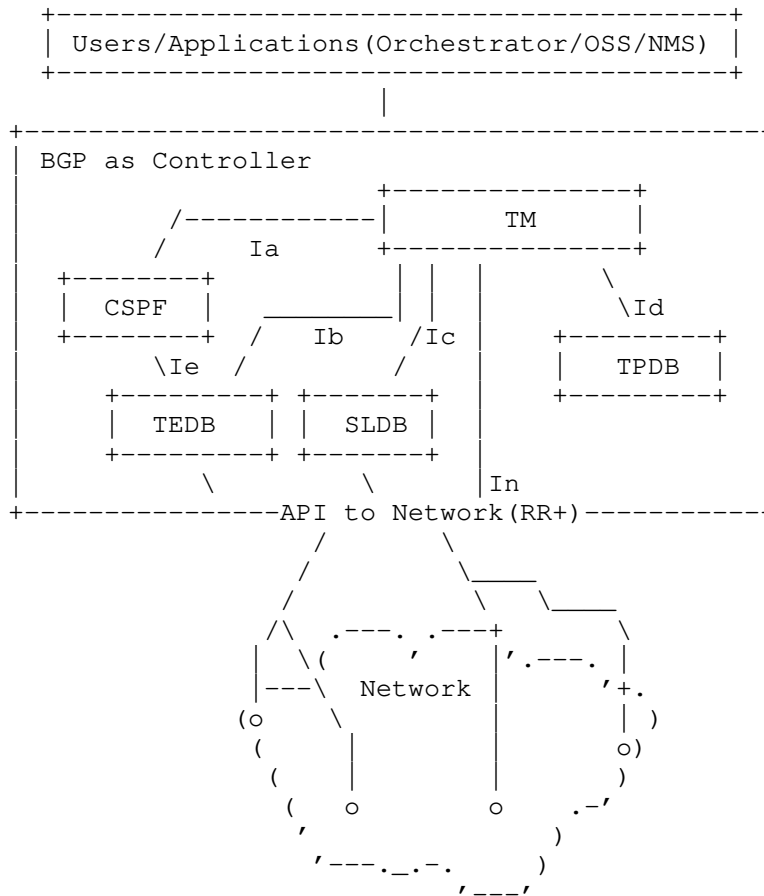 Users/Applications(Orchestrator/OSS/NMS)
BGP as Controller
TM
Ia
CSPF
Ib
Ic
Id
Ie
TPDB
TEDB
SLDB
In
API to Network(RR+)
Network